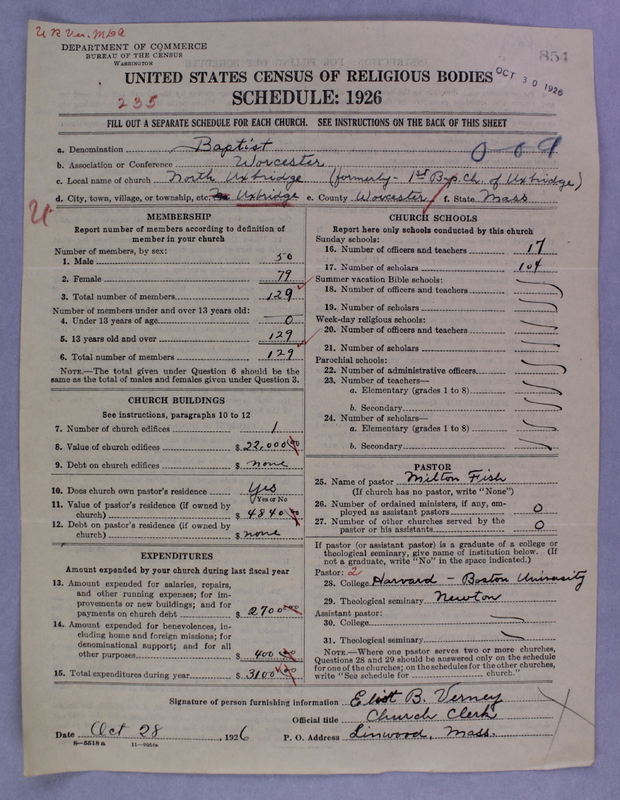 U R Ver. Mba
DEPARTMENT OF COMMERCE
BUREAU OF THE CENSUS
WASHINGTON
854
OCT 30 1926
UNITED STATES CENSUS OF RELIGIOUS BODIES
235
SCHEDULE: 1926
FILL OUT A SEPARATE SCHEDULE FOR EACH CHURCH. SEE INSTRUCTIONS ON THE BACK OF THIS SHEET
a. Denomination Baptist 0-0 9
b. Association or Conference Worcester
c. Local name of church North Uxbridge (formerly - 1st Bap. Ch. of Uxbridge)
d. City, town, village, or township, etc. Uxbridge e. County Worcester f. State Mass
U
MEMBERSHIP
Report number of members according to definition of
member in your church
Number of members, by sex:
1. Male 50
2. Female 79
3. Total number of members 129
Number of members under and over 13 years old:
4. Under 13 years of age 0
5. 13 years old and over 129
6. Total number of members 129
NOTE.—The total given under Question 6 should be
same as the total of males and females given under Question 3.
CHURCH BUILDINGS
See instructions, paragraphs 10 to 12
7. Number of church edifices 1
8. Value of church edifices $ 22,000 00
9. Debt on church edifices $ none
10. Does church own pastor's residence Yes
Yes or No
11. Value of pastor's residence (if owned by
church) $ 4840
12. Debt on pastor's residence (if owned by
church) $ none
EXPENDITURES
Amount expended by your church during last fiscal year
13. Amount expended for salaries, repairs,
and other running expenses; for im-
provements or new buildings; and for
payments on church debt $ 2700 00
14. Amount expended for benevolences, in-
cluding home and foreign missions; for
denominational support; and for all
other purposes $ 400 00
15. Total expenditures during year $ 3100 00
CHURCH SCHOOLS
Report here only schools conducted by this church
Sunday schools:
16. Number of officers and teachers 17
17. Number of scholars 104
Summer vacation Bible schools:
18. Number of officers and teachers
19. Number of scholars
Week-day religious schools:
20. Number of officers and teachers
21. Number of scholars
Parochial schools:
22. Number of administrative officers
23. Number of teachers—
a. Elementary (grades 1 to 8)
b. Secondary
24. Number of scholars—
a. Elementary (grades 1 to 8)
b. Secondary
PASTOR
25. Name of pastor Milton Fish
(If church has no pastor, write "None")
26. Number of ordained ministers, if any, em-
ployed as assistant pastors 0
27. Number of other churches served by the
pastor or his assistants 0
If pastor (or assistant pastor) is a graduate of a college or
theological seminary, give name of institution below. (If
not a graduate, write "No" in the space indicated.)
Pastor: 2
28. College Harvard - Boston University
29. Theological seminary Newton
Assistant pastor:
30. College
31. Theological seminary
NOTE.—Where one pastor serves two or more churches,
Questions 28 and 29 should be answered only on the schedule
for one of the churches; on the schedules for the other churches,
write "See schedule for church."
Signature of person furnishing information Eliott B. Verney
Official title Church Clerk
Date Oct 28, 1926 P. O. Address Linwood, Mass.
8—5518 a